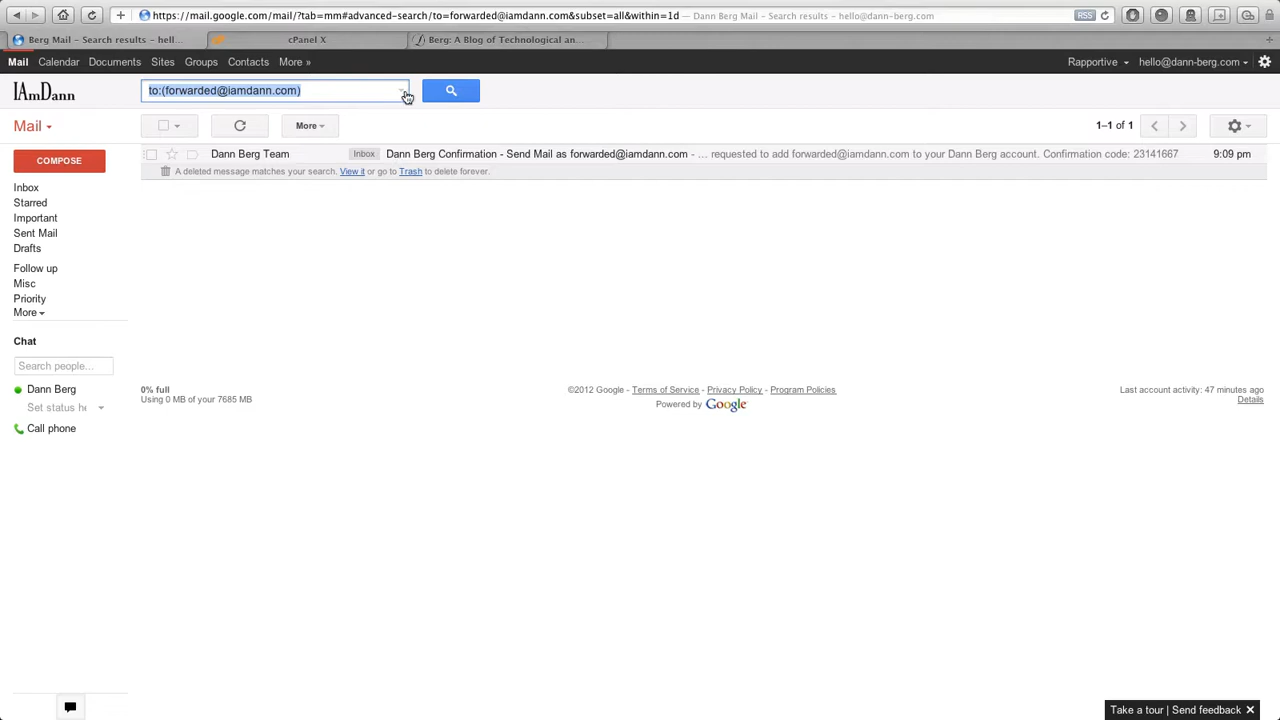 https://mail.google.com/mail/?tab=mm#advanced-search/to=forwarded@iamdann.com&subset=all&within=1d — Dann Berg Mail – Search results – hello@dann-berg.com
RSS
Berg Mail – Search results – hell...
cPanel X
Berg: A Blog of Technological an...
Mail Calendar Documents Sites Groups Contacts More »
Rapportive
hello@dann-berg.com
IAmDann
to:(forwarded@iamdann.com)
Mail
More
1–1 of 1
COMPOSE
Dann Berg Team
Inbox
Dann Berg Confirmation - Send Mail as forwarded@iamdann.com - ... requested to add forwarded@iamdann.com to your Dann Berg account. Confirmation code: 23141667
9:09 pm
A deleted message matches your search. View it or go to Trash to delete forever.
Inbox
Starred
Important
Sent Mail
Drafts
Follow up
Misc
Priority
More
Chat
Search people...
Dann Berg
Set status he
Call phone
0% full
Using 0 MB of your 7685 MB
©2012 Google - Terms of Service - Privacy Policy - Program Policies
Powered by Google
Last account activity: 47 minutes ago
Details
Take a tour | Send feedback